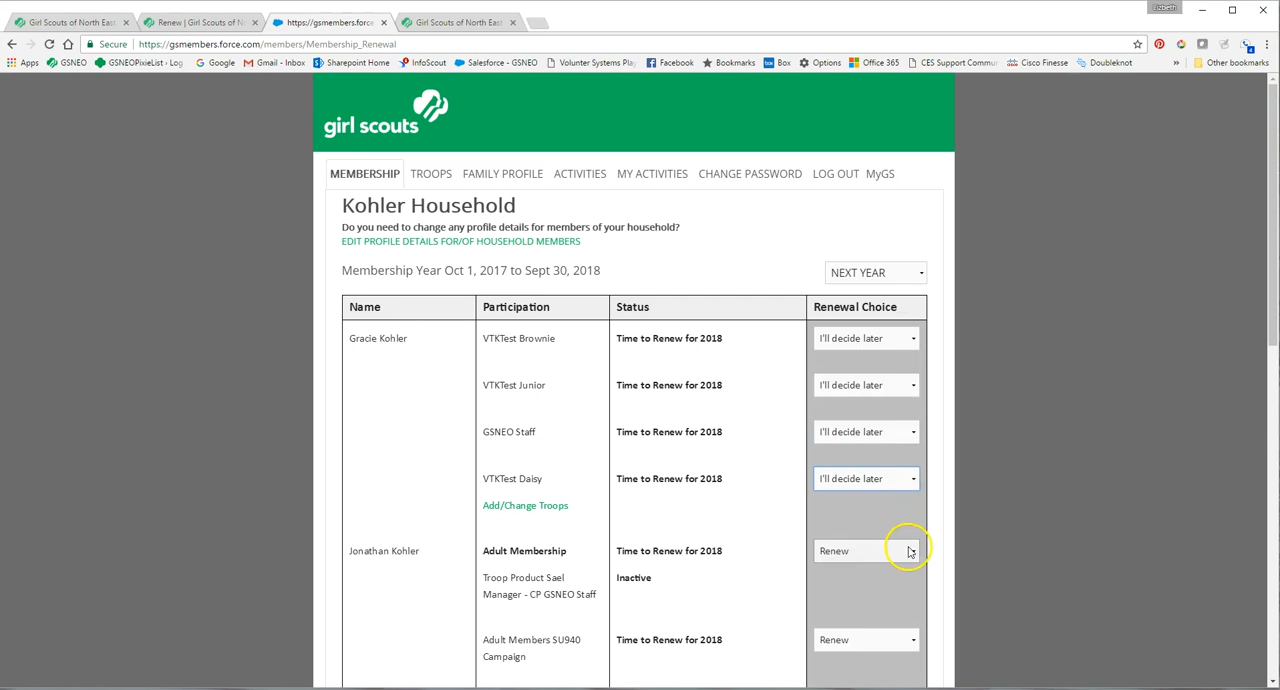 Lizbeth
Girl Scouts of North East
Renew | Girl Scouts of No
https://gsmembers.force
Girl Scouts of North East
Secure
https://gsmembers.force.com/members/Membership_Renewal
Apps
GSNEO
GSNEOPixieList › Log
Google
Gmail - Inbox
Sharepoint Home
InfoScout
Salesforce - GSNEO
Volunter Systems Play
Facebook
Bookmarks
Box
Options
Office 365
CES Support Commu
Cisco Finesse
Doubleknot
»
Other bookmarks
girl scouts
MEMBERSHIP TROOPS FAMILY PROFILE ACTIVITIES MY ACTIVITIES CHANGE PASSWORD LOG OUT MyGS
Kohler Household
Do you need to change any profile details for members of your household?
EDIT PROFILE DETAILS FOR/OF HOUSEHOLD MEMBERS
Membership Year Oct 1, 2017 to Sept 30, 2018
NEXT YEAR
Name Participation Status Renewal Choice
Gracie Kohler VTKTest Brownie Time to Renew for 2018 I'll decide later
VTKTest Junior Time to Renew for 2018 I'll decide later
GSNEO Staff Time to Renew for 2018 I'll decide later
VTKTest Daisy Time to Renew for 2018 I'll decide later
Add/Change Troops
Jonathan Kohler Adult Membership Time to Renew for 2018 Renew
Troop Product Sael Inactive
Manager - CP GSNEO Staff
Adult Members SU940 Time to Renew for 2018 Renew
Campaign